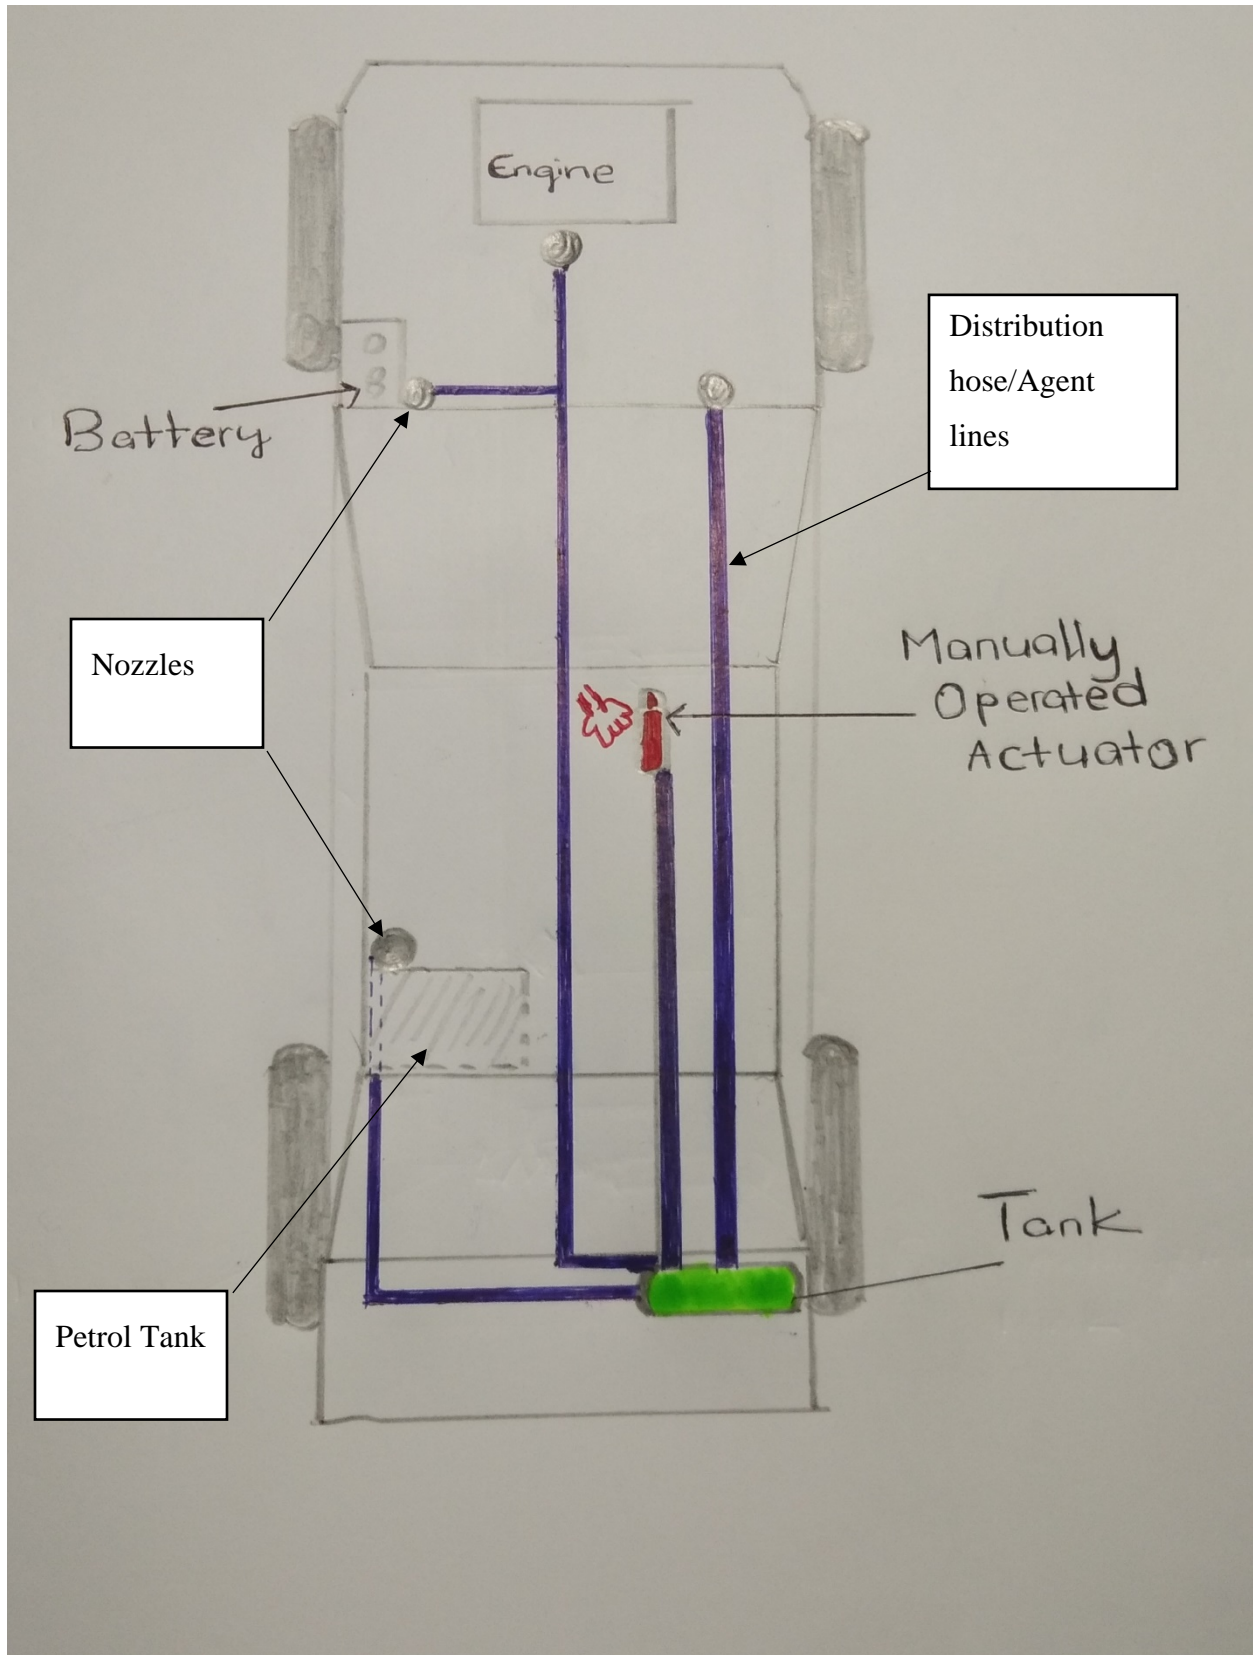 Engine
Distribution
hose/Agent
lines
Battery
Nozzles
Manually
Operated
Actuator
Tank
Petrol Tank